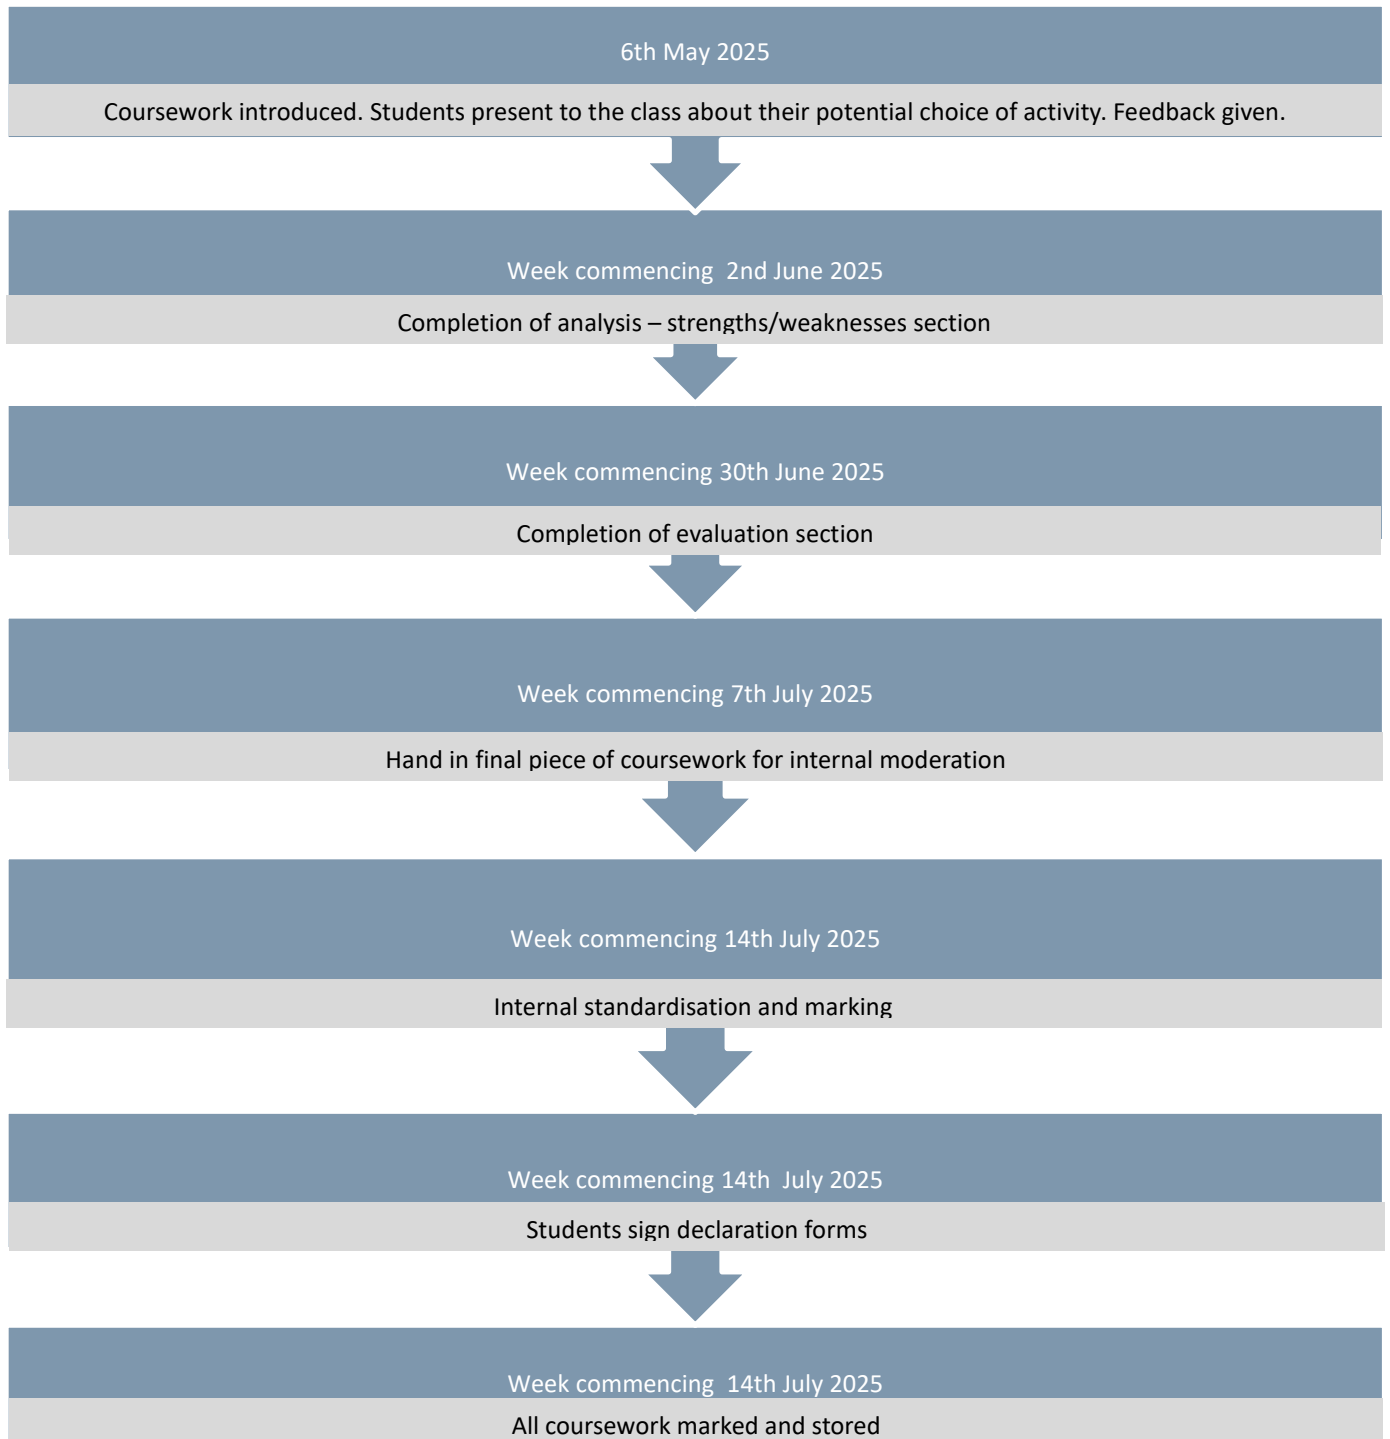 6th May 2025
Coursework introduced. Students present to the class about their potential choice of activity. Feedback given.
Week commencing  2nd June 2025
Completion of analysis – strengths/weaknesses section
Week commencing 30th June 2025
Completion of evaluation section
Week commencing 7th July 2025
Hand in final piece of coursework for internal moderation
Week commencing 14th July 2025
Internal standardisation and marking
Week commencing 14th  July 2025
Students sign declaration forms
Week commencing  14th July 2025
All coursework marked and stored